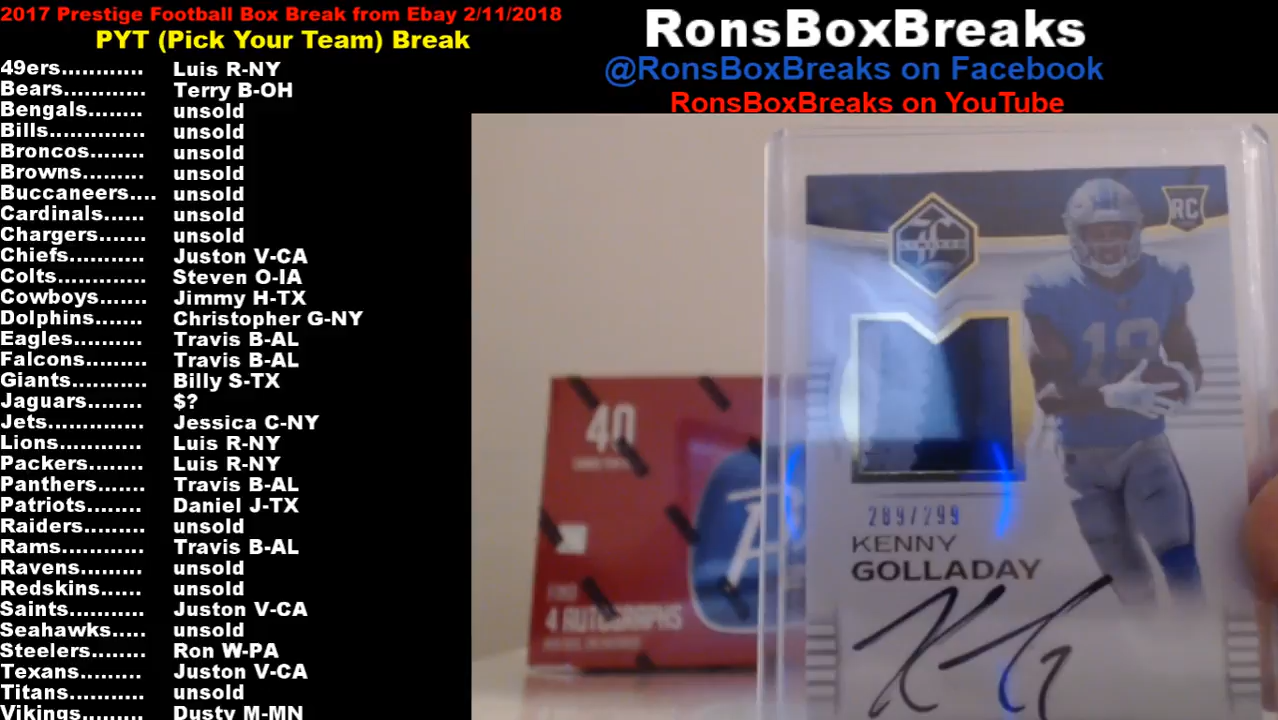 2017 Prestige Football Box Break from Ebay 2/11/2018
PYT (Pick Your Team) Break
49ers............ Luis R-NY
Bears............ Terry B-OH
Bengals........ unsold
Bills.............. unsold
Broncos........ unsold
Browns......... unsold
Buccaneers.... unsold
Cardinals...... unsold
Chargers....... unsold
Chiefs............ Juston V-CA
Colts............. Steven O-IA
Cowboys....... Jimmy H-TX
Dolphins........ Christopher G-NY
Eagles.......... Travis B-AL
Falcons......... Travis B-AL
Giants........... Billy S-TX
Jaguars........ $?
Jets.............. Jessica C-NY
Lions............ Luis R-NY
Packers........ Luis R-NY
Panthers....... Travis B-AL
Patriots........ Daniel J-TX
Raiders......... unsold
Rams............ Travis B-AL
Ravens......... unsold
Redskins...... unsold
Saints........... Juston V-CA
Seahawks..... unsold
Steelers........ Ron W-PA
Texans......... Juston V-CA
Titans........... unsold
Vikings......... Dusty M-MN
RonsBoxBreaks
@RonsBoxBreaks on Facebook
RonsBoxBreaks on YouTube
RC
LIMITED
18
289/299
KENNY
GOLLADAY
40
4 AUTOGRAPHS